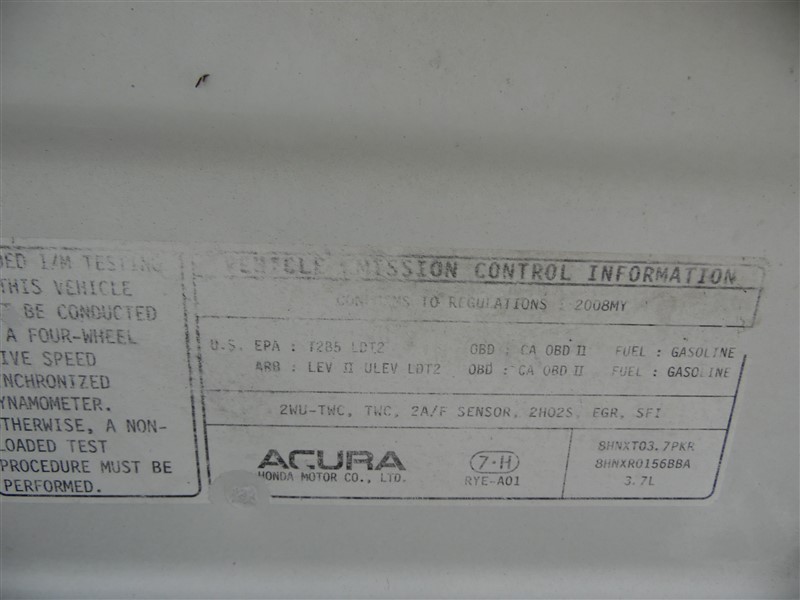 DED I/M TESTING
THIS VEHICLE
T BE CONDUCTED
A FOUR-WHEEL
IVE SPEED
NCHRONIZED
YNAMOMETER.
THERWISE, A NON-
LOADED TEST
PROCEDURE MUST BE
PERFORMED.
VEHICLE EMISSION CONTROL INFORMATION
CONFORMS TO REGULATIONS : 2008MY
U.S. EPA : T2B5 LDT2 OBD : CA OBD II FUEL : GASOLINE
ARB : LEV II ULEV LDT2 OBD : CA OBD II FUEL : GASOLINE
2WU-TWC, TWC, 2A/F SENSOR, 2HO2S, EGR, SFI
ACURA
HONDA MOTOR CO., LTD.
7-H
RYE-A01
8HNXT03.7PKR
8HNXR0156BBA
3.7L